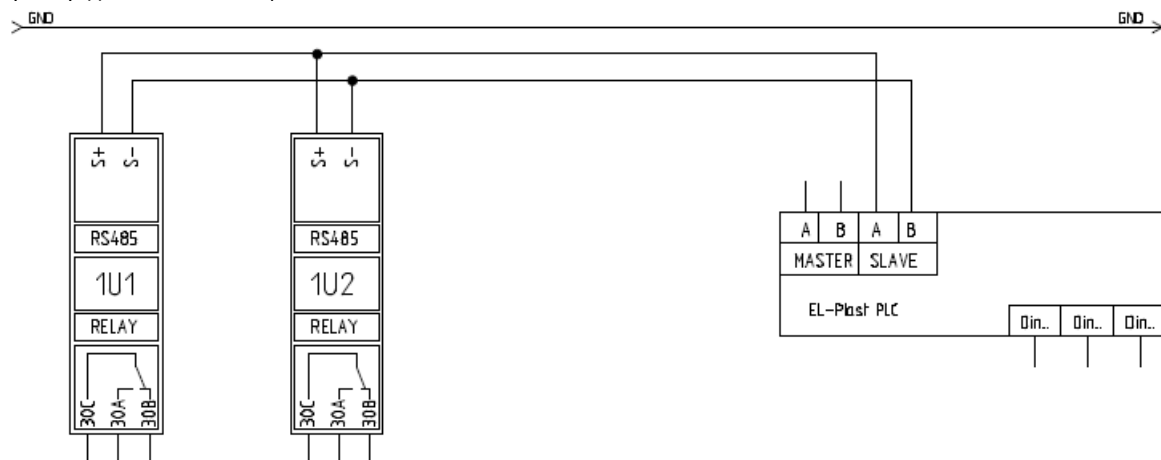 GND GND
S+ S- S+ S-
A B A B
RS485 RS485
MASTER SLAVE
1U1 1U2
EL-Plast PLC
RELAY RELAY
Din.. Din.. Din..
30C 30A 30B 30C 30A 30B